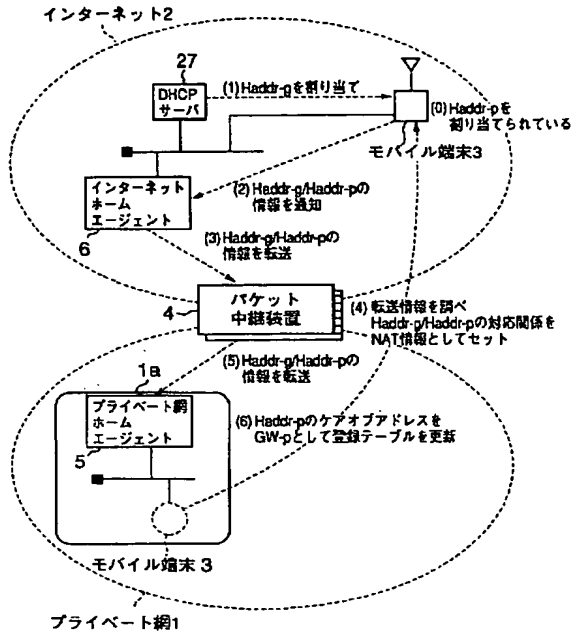 インターネット2
27
DHCP
サーバ
(1) Haddr-gを割り当て
(0) Haddr-pを
割り当てられている
モバイル端末3
インターネット
ホーム
エージェント
6
(2) Haddr-g/Haddr-pの
情報を通知
(3) Haddr-g/Haddr-pの
情報を転送
4
パケット
中継装置
(4) 転送情報を調べ
Haddr-g/Haddr-pの対応関係を
NAT情報としてセット
(5) Haddr-g/Haddr-pの
情報を転送
1a
プライベート網
ホーム
エージェント
5
(6) Haddr-pのケアオブアドレスを
GW-pとして登録テーブルを更新
モバイル端末 3
プライベート網1